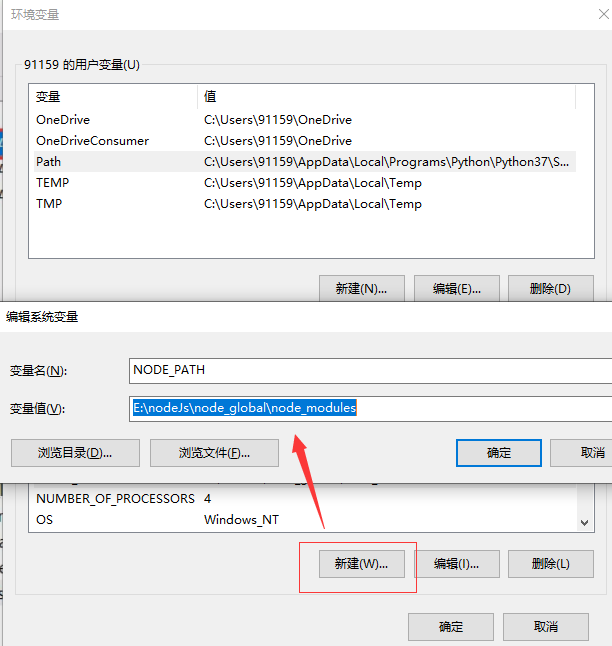 环境变量
91159 的用户变量(U)
变量 值
OneDrive C:\Users\91159\OneDrive
OneDriveConsumer C:\Users\91159\OneDrive
Path C:\Users\91159\AppData\Local\Programs\Python\Python37\S...
TEMP C:\Users\91159\AppData\Local\Temp
TMP C:\Users\91159\AppData\Local\Temp
新建(N)... 编辑(E)... 删除(D)
编辑系统变量
变量名(N): NODE_PATH
变量值(V): E:\nodeJs\node_global\node_modules
浏览目录(D)... 浏览文件(F)... 确定 取消
NUMBER_OF_PROCESSORS 4
OS Windows_NT
新建(W)... 编辑(I)... 删除(L)
确定 取消